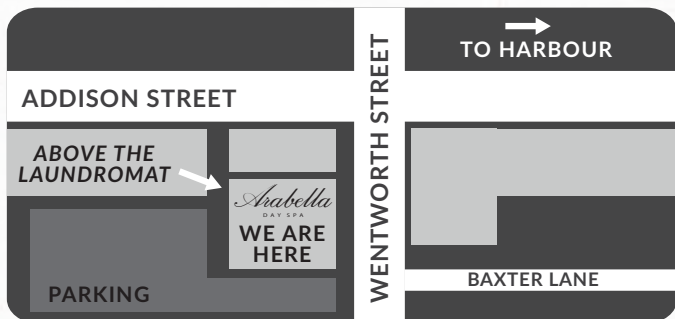 TO HARBOUR
ADDISON STREET
WENTWORTH STREET
ABOVE THE
LAUNDROMAT
Arabella
DAY SPA
WE ARE
HERE
PARKING
BAXTER LANE